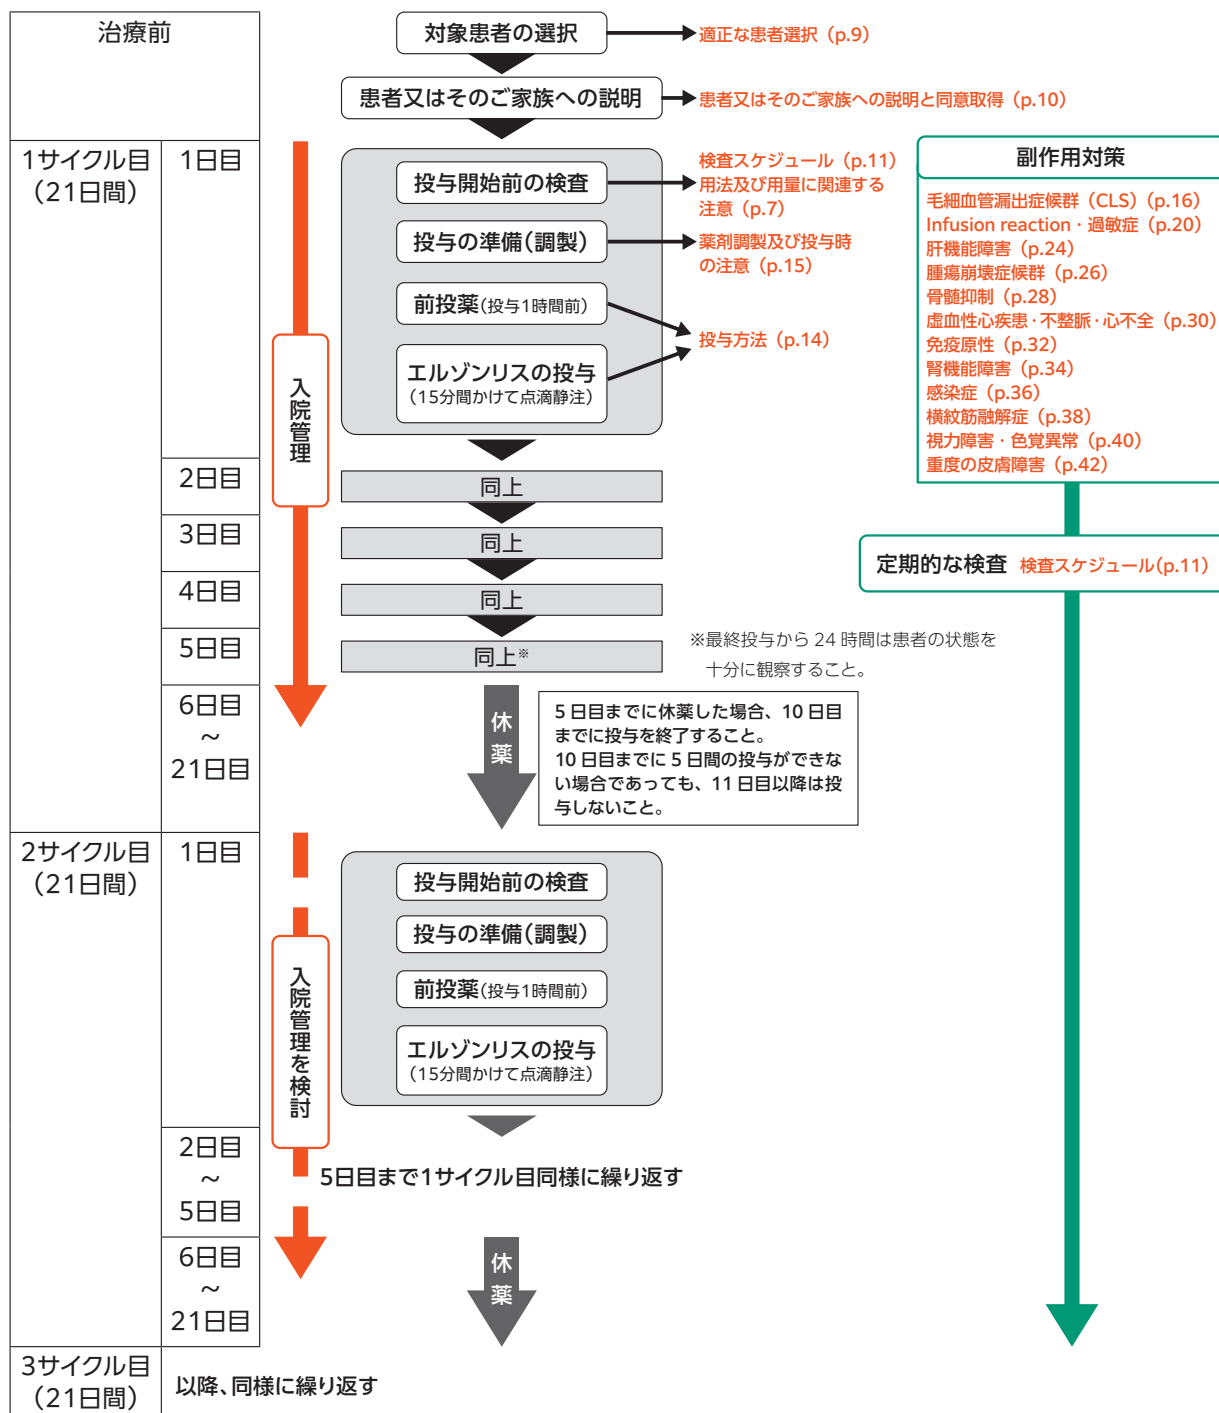 治療前
対象患者の選択
適正な患者選択（p.9）
患者又はそのご家族への説明
患者又はそのご家族への説明と同意取得（p.10）
1サイクル目
（21日間）
1日目
入院管理
投与開始前の検査
検査スケジュール（p.11）
用法及び用量に関連する
注意（p.7）
投与の準備（調製）
薬剤調製及び投与時
の注意（p.15）
前投薬（投与1時間前）
投与方法（p.14）
エルゾンリスの投与
（15分間かけて点滴静注）
副作用対策
毛細血管漏出症候群（CLS）（p.16）
Infusion reaction・過敏症（p.20）
肝機能障害（p.24）
腫瘍崩壊症候群（p.26）
骨髄抑制（p.28）
虚血性心疾患・不整脈・心不全（p.30）
免疫原性（p.32）
腎機能障害（p.34）
感染症（p.36）
横紋筋融解症（p.38）
視力障害・色覚異常（p.40）
重度の皮膚障害（p.42）
2日目
同上
3日目
同上
定期的な検査 検査スケジュール（p.11）
4日目
同上
5日目
同上※
※最終投与から 24 時間は患者の状態を
十分に観察すること。
6日目
～
21日目
休薬
5 日目までに休薬した場合、10 日目
までに投与を終了すること。
10 日目までに 5 日間の投与ができな
い場合であっても、11 日目以降は投
与しないこと。
2サイクル目
（21日間）
1日目
入院管理を検討
投与開始前の検査
投与の準備（調製）
前投薬（投与1時間前）
エルゾンリスの投与
（15分間かけて点滴静注）
2日目
～
5日目
5日目まで1サイクル目同様に繰り返す
6日目
～
21日目
休薬
3サイクル目
（21日間）
以降、同様に繰り返す